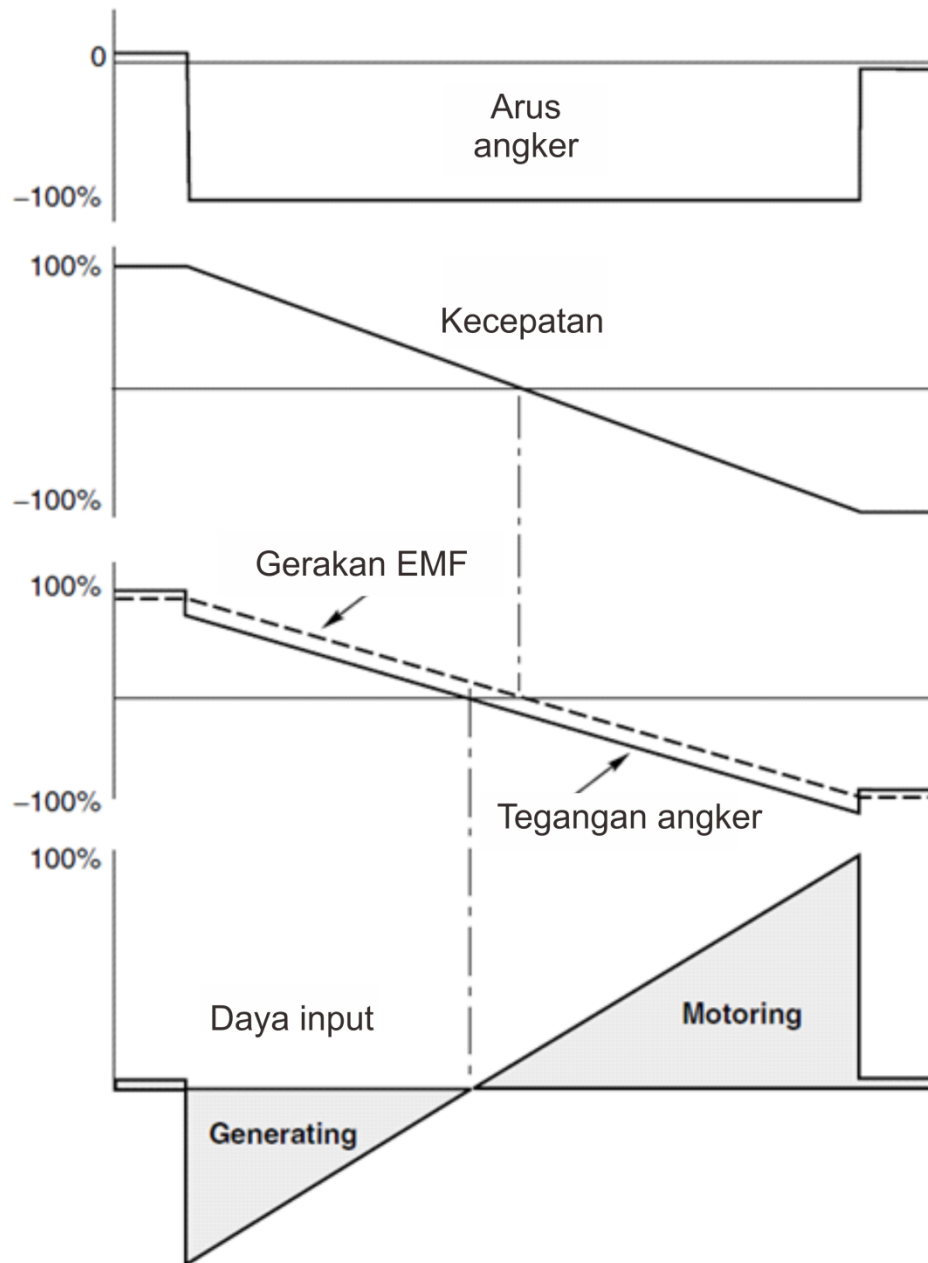 0
Arus
angker
–100%
100%
Kecepatan
–100%
Gerakan EMF
100%
–100%
Tegangan angker
100%
Daya input
Motoring
Generating